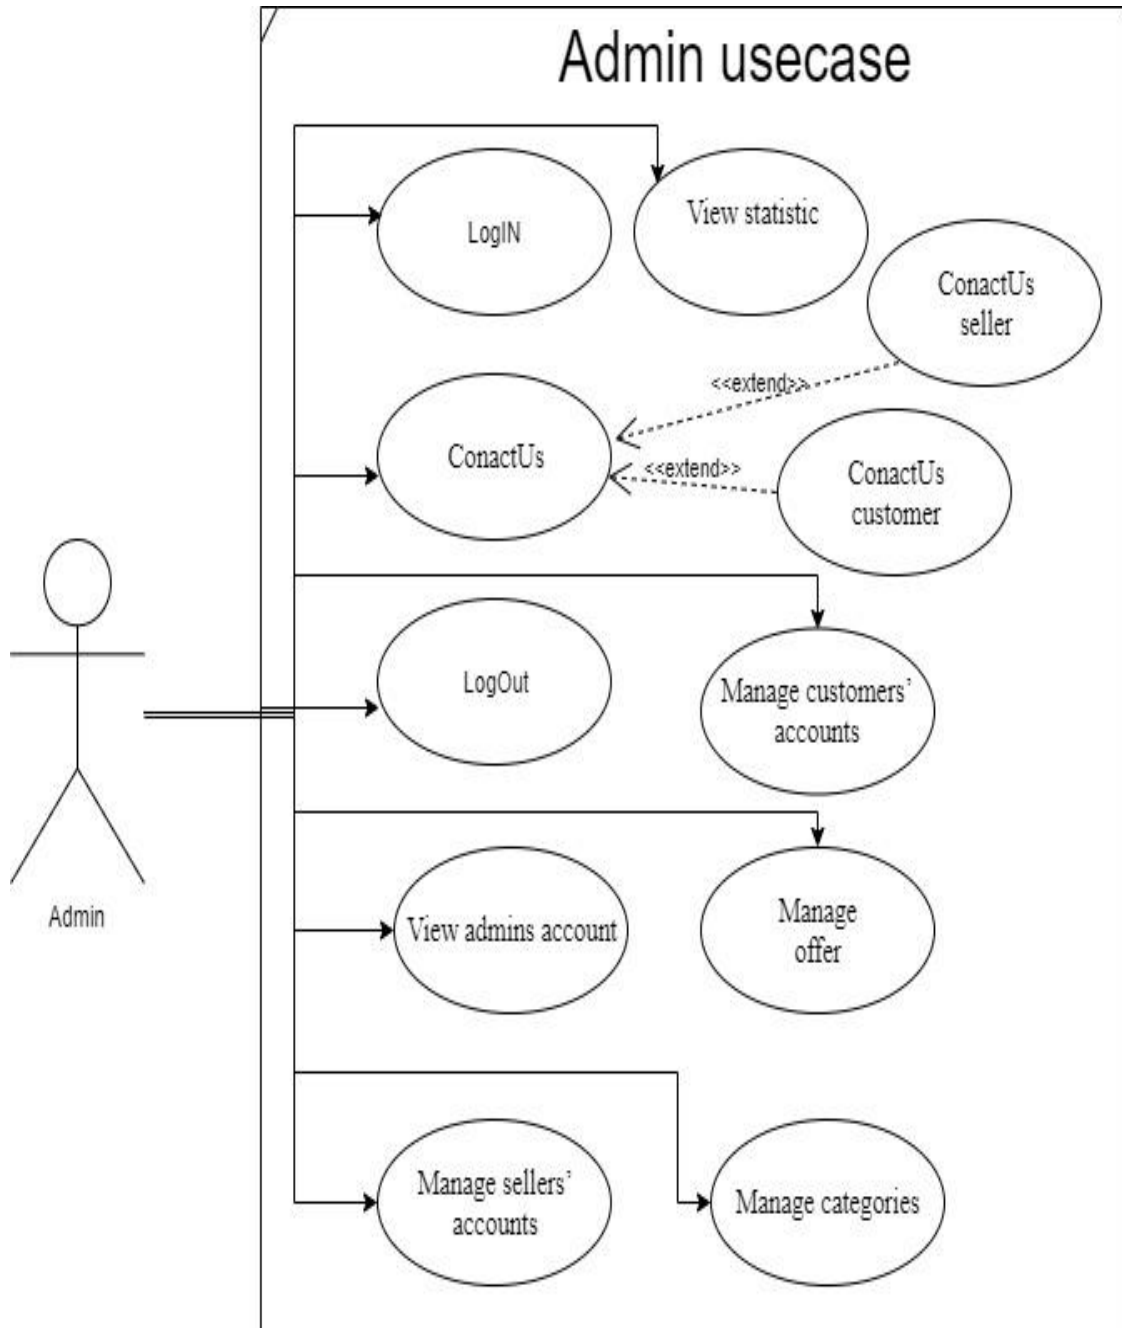 Admin usecase
LogIN
View statistic
ConactUs
seller
<<extend>>
ConactUs
<<extend>>
ConactUs
customer
LogOut
Manage customers’
accounts
Admin
View admins account
Manage
offer
Manage sellers’
accounts
Manage categories